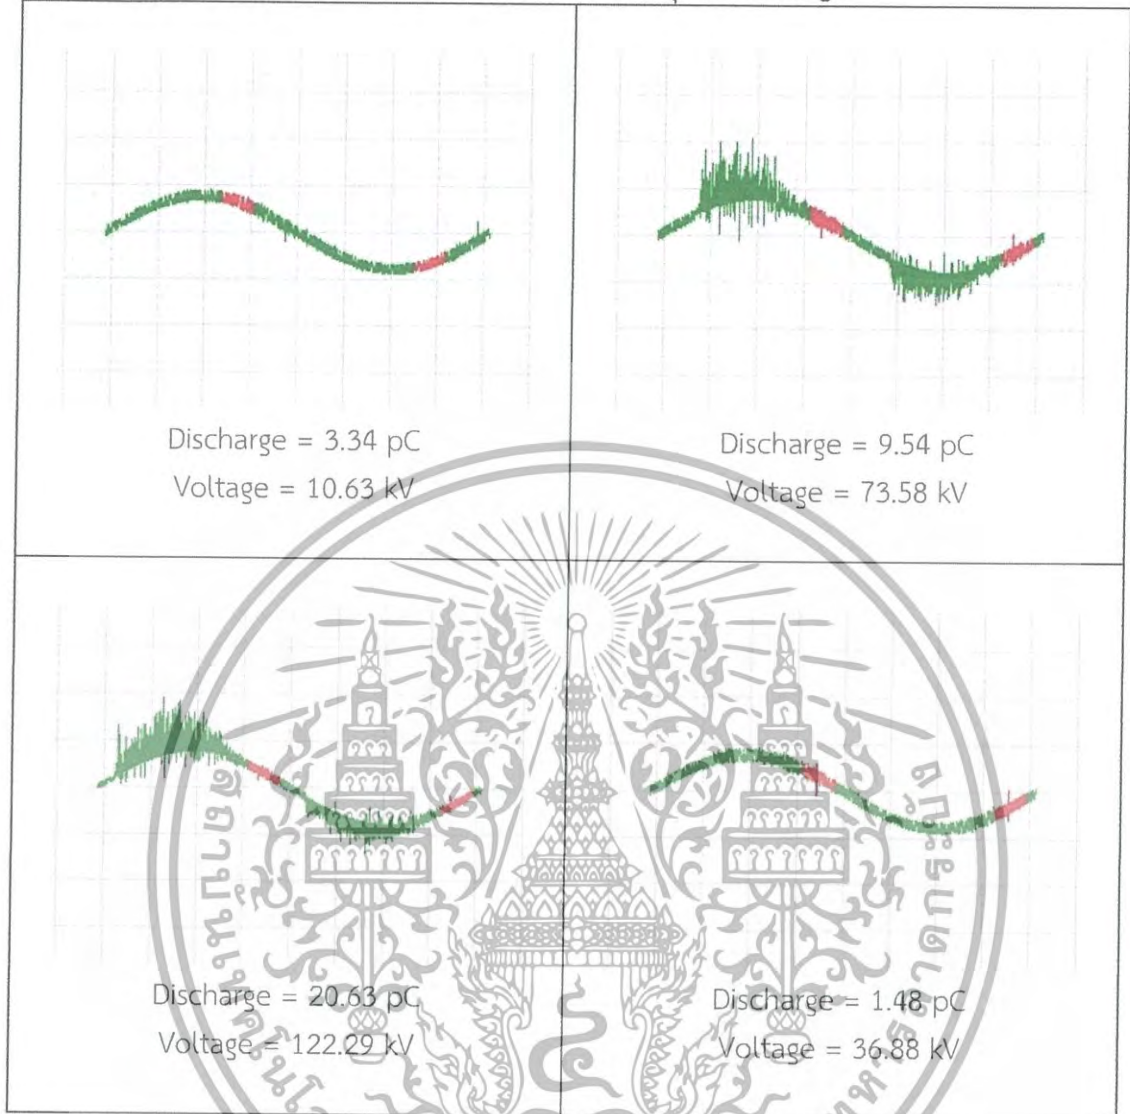 Discharge = 3.34 pC
Voltage = 10.63 kV
Discharge = 9.54 pC
Voltage = 73.58 kV
Discharge = 20.63 pC
Voltage = 122.29 kV
Discharge = 1.48 pC
Voltage = 36.88 kV